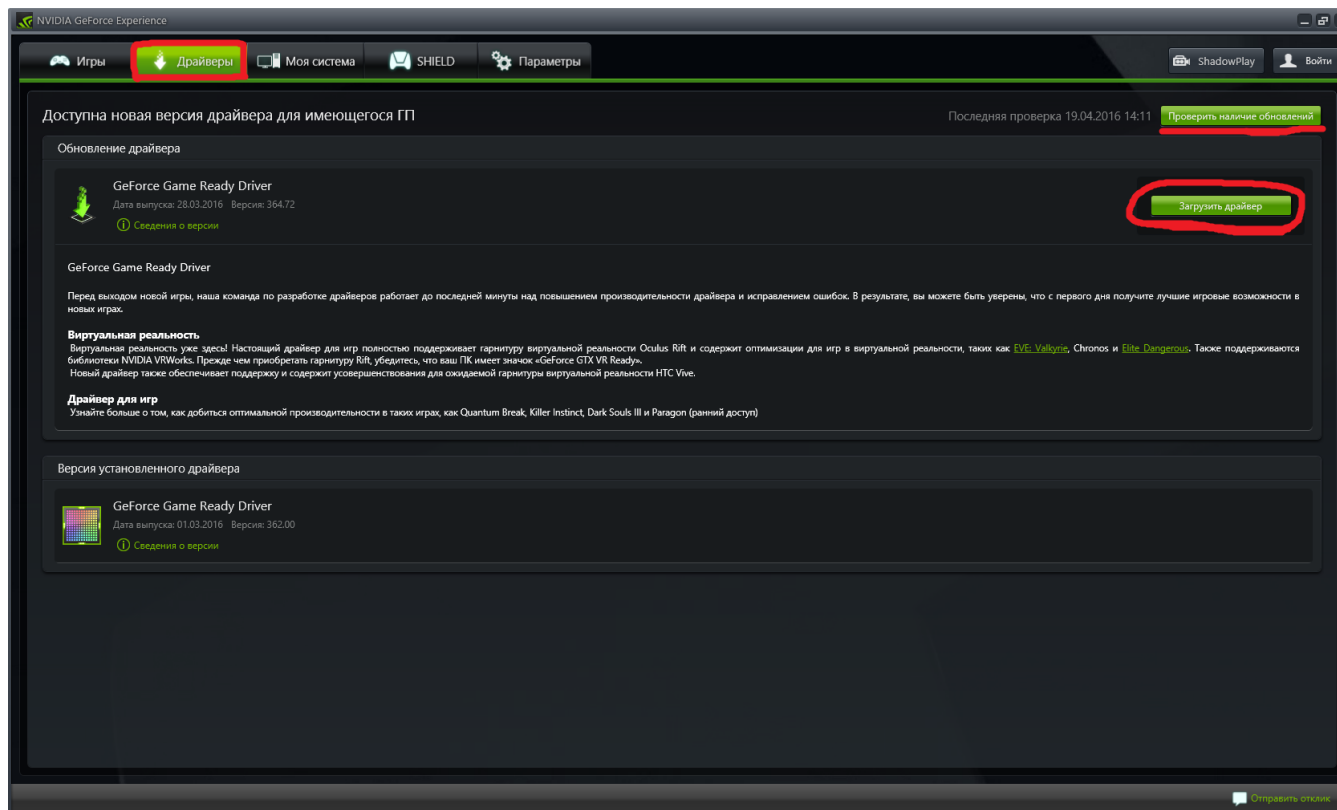 NVIDIA GeForce Experience
Игры
Драйверы
Моя система
SHIELD
Параметры
ShadowPlay
Войти
Доступна новая версия драйвера для имеющегося ГП
Последняя проверка 19.04.2016 14:11
Проверить наличие обновлений
Обновление драйвера
GeForce Game Ready Driver
Дата выпуска: 28.03.2016 Версия: 364.72
Сведения о версии
Загрузить драйвер
GeForce Game Ready Driver
Перед выходом новой игры, наша команда по разработке драйверов работает до последней минуты над повышением производительности драйвера и исправлением ошибок. В результате, вы можете быть уверены, что с первого дня получите лучшие игровые возможности в
новых играх.
Виртуальная реальность
Виртуальная реальность уже здесь! Настоящий драйвер для игр полностью поддерживает гарнитуру виртуальной реальности Oculus Rift и содержит оптимизации для игр в виртуальной реальности, таких как EVE: Valkyrie, Chronos и Elite Dangerous. Также поддерживаются
библиотеки NVIDIA VRWorks. Прежде чем приобретать гарнитуру Rift, убедитесь, что ваш ПК имеет значок «GeForce GTX VR Ready».
Новый драйвер также обеспечивает поддержку и содержит усовершенствования для ожидаемой гарнитуры виртуальной реальности HTC Vive.
Драйвер для игр
Узнайте больше о том, как добиться оптимальной производительности в таких играх, как Quantum Break, Killer Instinct, Dark Souls III и Paragon (ранний доступ)
Версия установленного драйвера
GeForce Game Ready Driver
Дата выпуска: 01.03.2016 Версия: 362.00
Сведения о версии
Отправить отклик